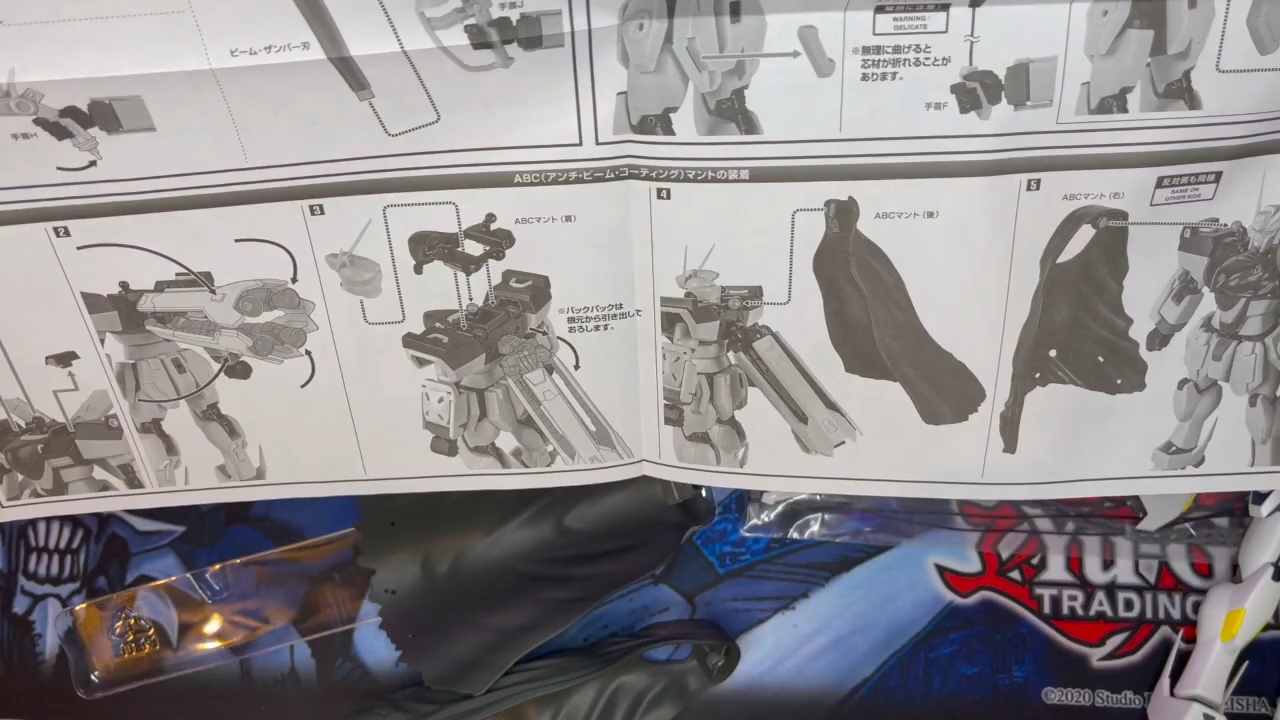 手首J
ビーム・ザンバー刃
手首H
WARNING :
DELICATE
※無理に曲げると
芯材が折れることが
あります。
手首F
ABC(アンチ・ビーム・コーティング)マントの装着
2
3
ABCマント(肩)
※バックパックは
根元から引き出して
おろします。
4
ABCマント(後)
5
ABCマント(右)
反対側も同様
SAME ON
OTHER SIDE
TRADING
©2020 Studio